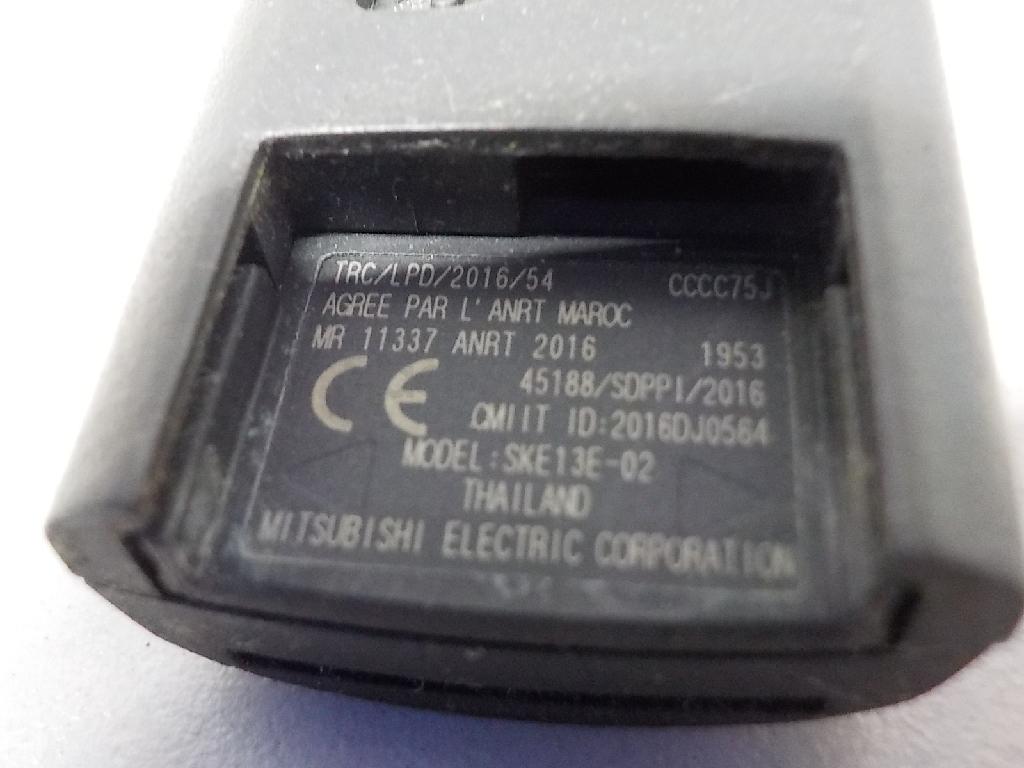 TRC/LPD/2016/54 CCCC75J
AGREE PAR L'ANRT MAROC
MR 11337 ANRT 2016 1953
CE 45188/SDPPI/2016
CMIIT ID:2016DJ0564
MODEL:SKE13E-02
THAILAND
MITSUBISHI ELECTRIC CORPORATION